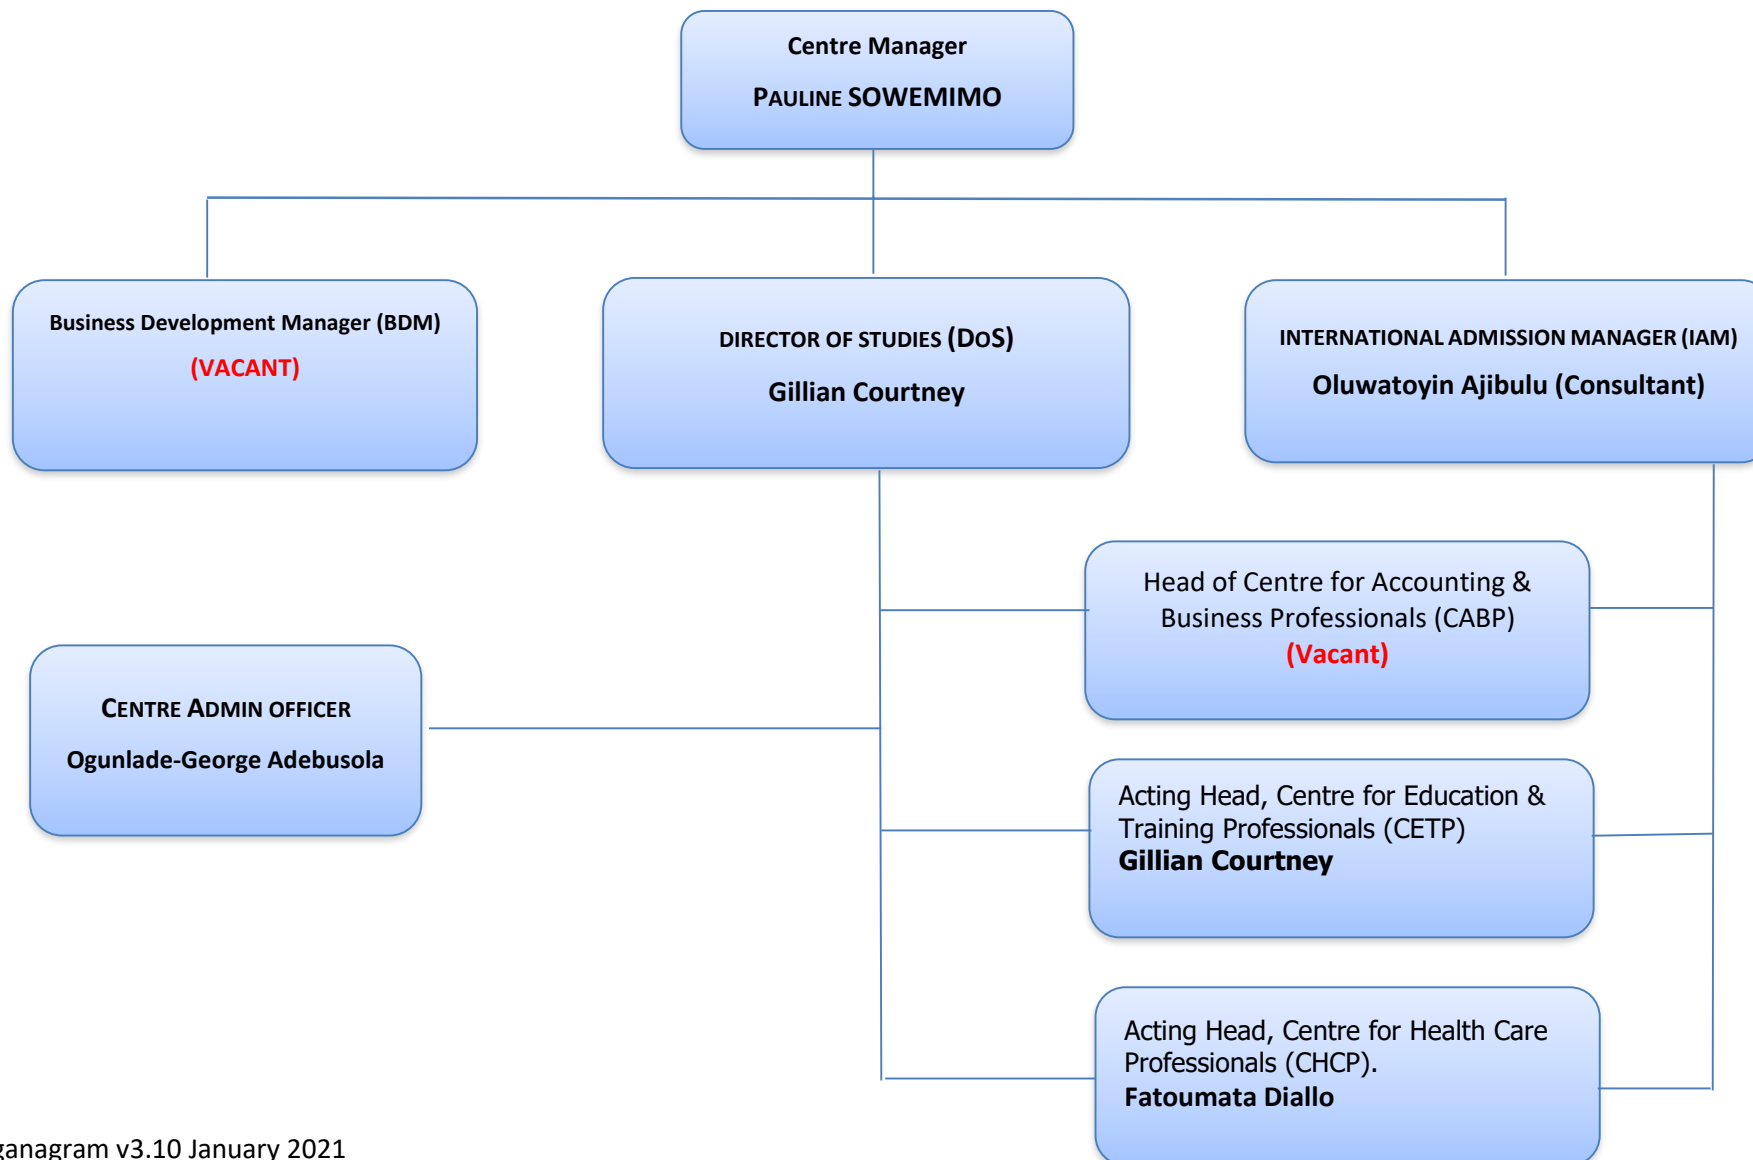 Centre Manager
PAULINE SOWEMIMO
Business Development Manager (BDM)
(VACANT)
DIRECTOR OF STUDIES (DOS)
Gillian Courtney
INTERNATIONAL ADMISSION MANAGER (IAM)
Oluwatoyin Ajibulu (Consultant)
Head of Centre for Accounting &
Business Professionals (CABP)
(Vacant)
CENTRE ADMIN OFFICER
Ogunlade-George Adebusola
Acting Head, Centre for Education &
Training Professionals (CETP)
Gillian Courtney
Acting Head, Centre for Health Care
Professionals (CHCP).
Fatoumata Diallo
ganagram v3.10 January 2021